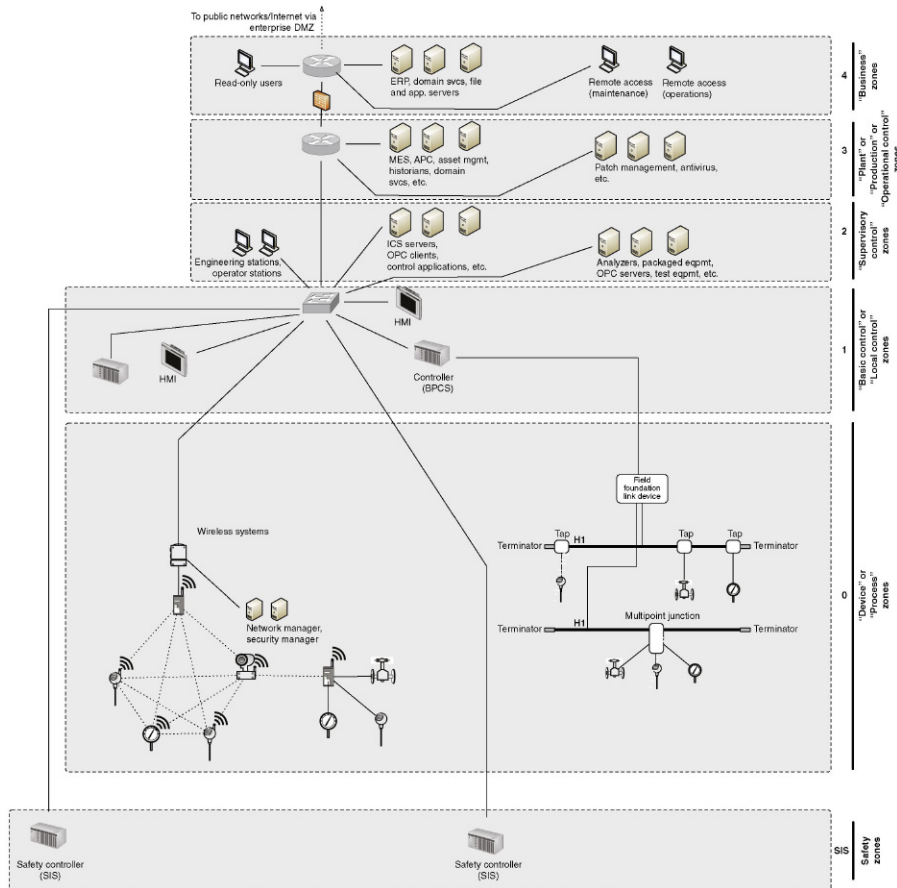 To public networks/Internet via
enterprise DMZ
Read-only users
ERP, domain svcs, file
and app. servers
Remote access
(maintenance)
Remote access
(operations)
4
"Business"
zones
MES, APC, asset mgmt,
historians, domain
svcs, etc.
Patch management, antivirus,
etc.
3
"Plant" or
"Production" or
"Operational control"
zones
Engineering stations,
operator stations
ICS servers,
OPC clients,
control applications, etc.
Analyzers, packaged eqpmt,
OPC servers, test eqpmt, etc.
2
"Supervisory
control"
zones
HMI
HMI
Controller
(BPCS)
1
"Basic control" or
"Local control"
zones
Field
foundation
link device
Wireless systems
Terminator
H1
Tap
Tap
Tap
Terminator
Network manager,
security manager
Terminator
H1
Multipoint junction
Terminator
0
"Device" or
"Process"
zones
Safety controller
(SIS)
Safety controller
(SIS)
SIS
Safety
zones